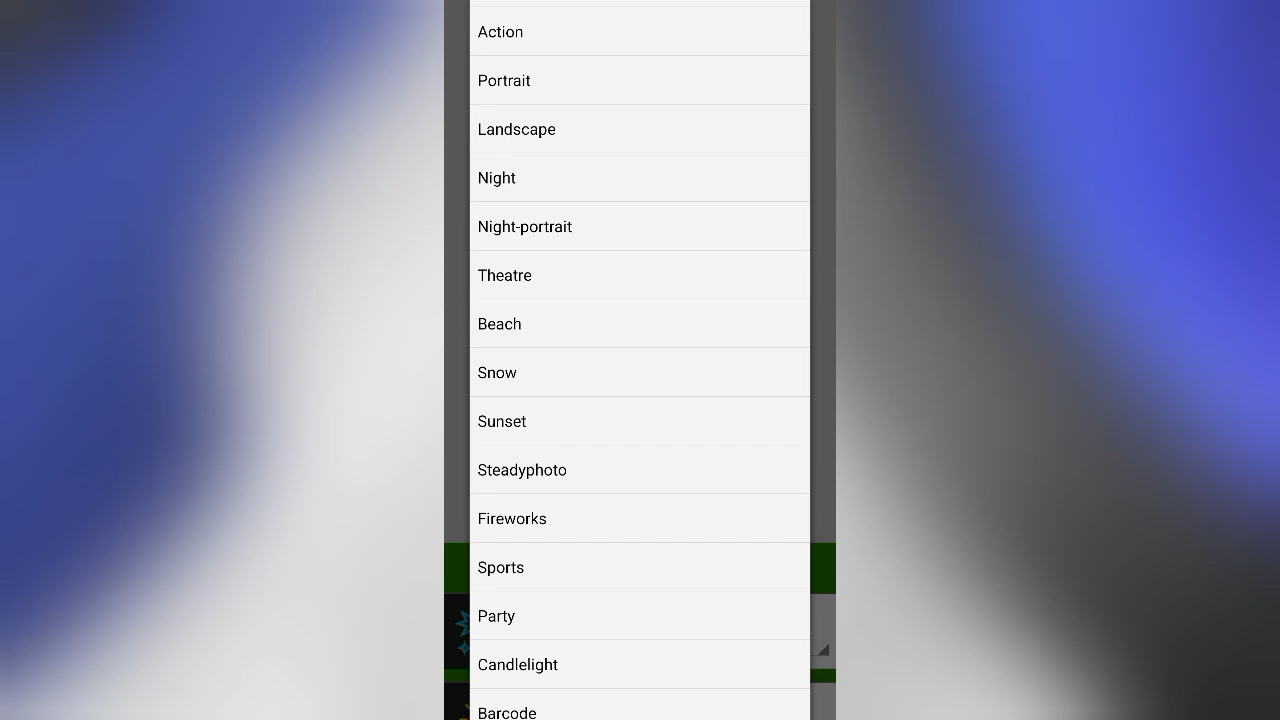 Action
Portrait
Landscape
Night
Night-portrait
Theatre
Beach
Snow
Sunset
Steadyphoto
Fireworks
Sports
Party
Candlelight
Barcode